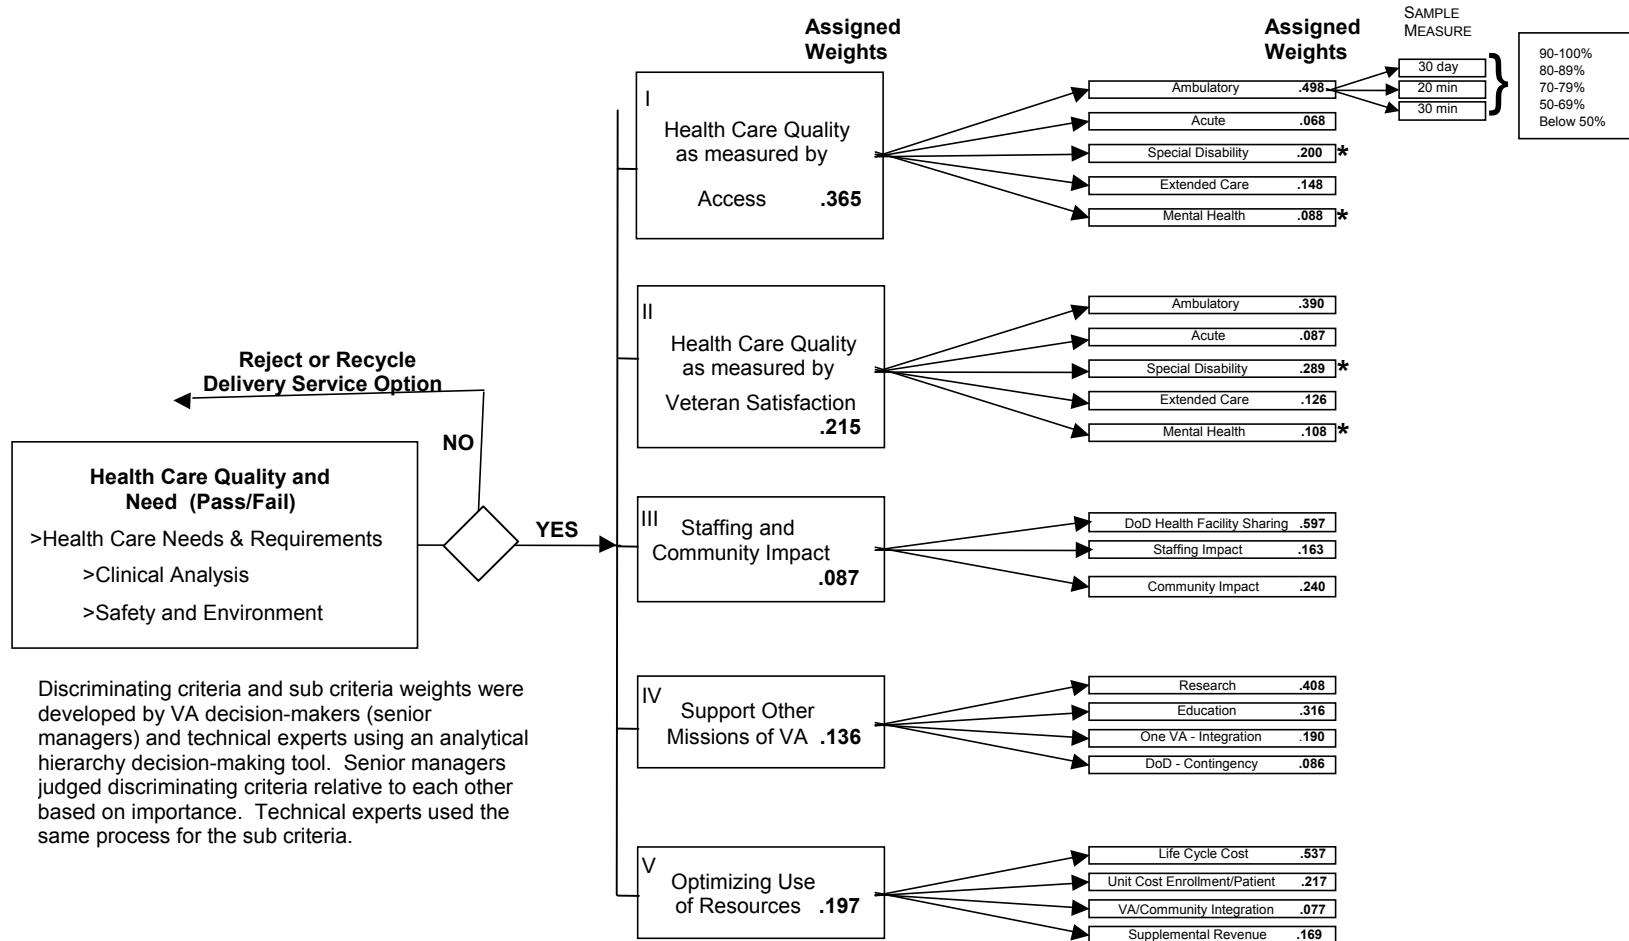 Assigned
Weights
Assigned
Weights
SAMPLE
MEASURE
30 day
20 min
30 min
}
90-100%
80-89%
70-79%
50-69%
Below 50%
I
Health Care Quality
as measured by
Access .365
Ambulatory .498
Acute .068
Special Disability .200 *
Extended Care .148
Mental Health .088 *
II
Health Care Quality
as measured by
Veteran Satisfaction
.215
Ambulatory .390
Acute .087
Special Disability .289 *
Extended Care .126
Mental Health .108 *
Reject or Recycle
Delivery Service Option
NO
Health Care Quality and
Need (Pass/Fail)
>Health Care Needs & Requirements
>Clinical Analysis
>Safety and Environment
YES
III
Staffing and
Community Impact
.087
DoD Health Facility Sharing .597
Staffing Impact .163
Community Impact .240
Discriminating criteria and sub criteria weights were
developed by VA decision-makers (senior
managers) and technical experts using an analytical
hierarchy decision-making tool. Senior managers
judged discriminating criteria relative to each other
based on importance. Technical experts used the
same process for the sub criteria.
IV
Support Other
Missions of VA .136
Research .408
Education .316
One VA - Integration .190
DoD - Contingency .086
V
Optimizing Use
of Resources .197
Life Cycle Cost .537
Unit Cost Enrollment/Patient .217
VA/Community Integration .077
Supplemental Revenue .169